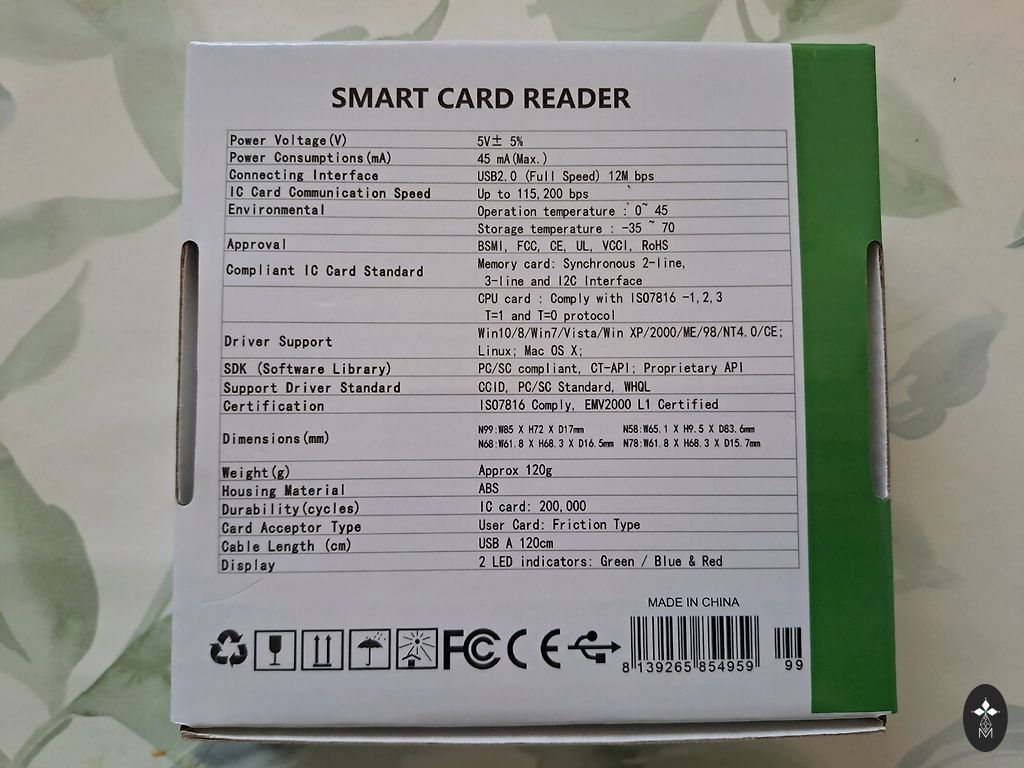 SMART CARD READER
Power Voltage(V) 5V± 5%
Power Consumptions(mA) 45 mA(Max.)
Connecting Interface USB2.0 (Full Speed) 12M bps
IC Card Communication Speed Up to 115,200 bps
Environmental Operation temperature : 0~ 45
Storage temperature : -35 ~ 70
Approval BSMI, FCC, CE, UL, VCCI, RoHS
Compliant IC Card Standard Memory card: Synchronous 2-line,
3-line and I2C Interface
CPU card : Comply with ISO7816 -1,2,3
T=1 and T=0 protocol
Driver Support Win10/8/Win7/Vista/Win XP/2000/ME/98/NT4.0/CE;
Linux; Mac OS X;
SDK (Software Library) PC/SC compliant, CT-API; Proprietary API
Support Driver Standard CCID, PC/SC Standard, WHQL
Certification ISO7816 Comply, EMV2000 L1 Certified
Dimensions(mm) N99:W85 X H72 X D17mm N58:W65.1 X H9.5 X D83.6mm
N68:W61.8 X H68.3 X D16.5mm N78:W61.8 X H68.3 X D15.7mm
Weight(g) Approx 120g
Housing Material ABS
Durability(cycles) IC card: 200,000
Card Acceptor Type User Card: Friction Type
Cable Length (cm) USB A 120cm
Display 2 LED indicators: Green / Blue & Red
MADE IN CHINA
FC CE
8 139265 854959 99
M